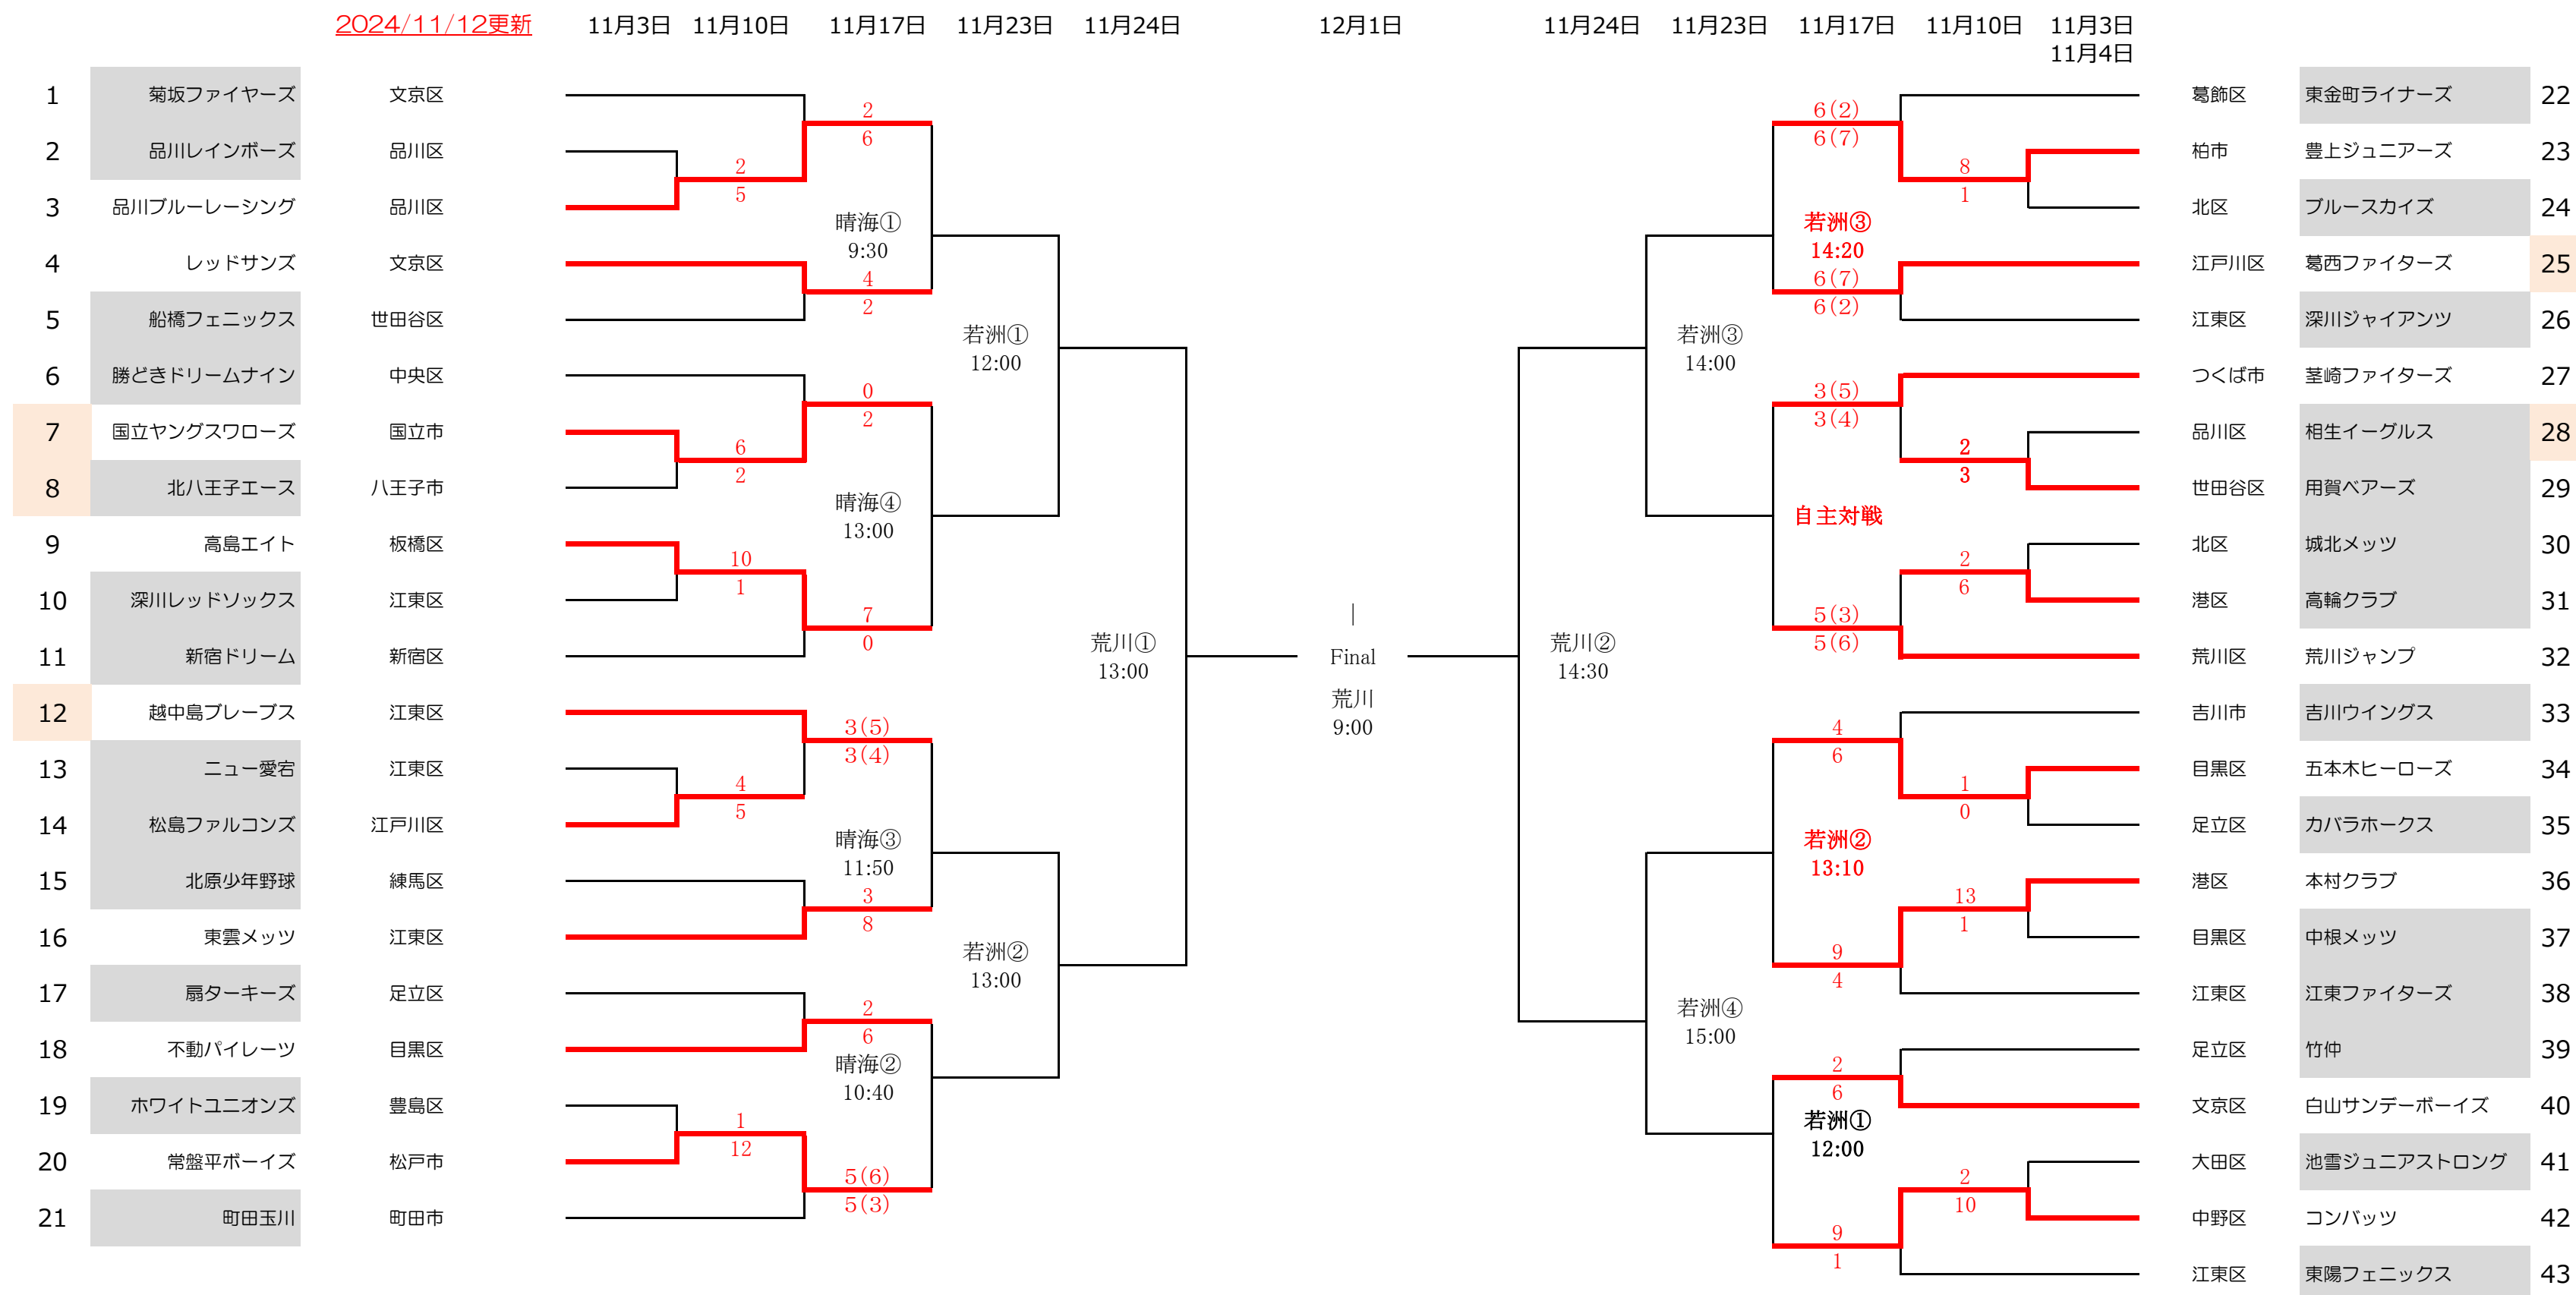 2024/11/12更新 11月3日 11月10日 11月17日 11月23日 11月24日 12月1日 11月24日 11月23日 11月17日 11月10日 11月3日
11月4日
1 菊坂ファイヤーズ 文京区
2
6
2 品川レインボーズ 品川区
2
5
3 品川ブルーレーシング 品川区
晴海①
9:30
4 レッドサンズ 文京区
4
2
5 船橋フェニックス 世田谷区
若洲①
12:00
6 勝どきドリームナイン 中央区
0
2
7 国立ヤングスワローズ 国立市
6
2
8 北八王子エース 八王子市
晴海④
13:00
9 高島エイト 板橋区
10
1
10 深川レッドソックス 江東区
7
0
11 新宿ドリーム 新宿区
荒川①
13:00
12 越中島ブレーブス 江東区
3(5)
3(4)
13 ニュー愛宕 江東区
4
5
14 松島ファルコンズ 江戸川区
晴海③
11:50
15 北原少年野球 練馬区
3
8
16 東雲メッツ 江東区
若洲②
13:00
17 扇ターキーズ 足立区
2
6
18 不動パイレーツ 目黒区
晴海②
10:40
19 ホワイトユニオンズ 豊島区
1
12
20 常盤平ボーイズ 松戸市
5(6)
5(3)
21 町田玉川 町田市
|
Final
荒川
9:00
葛飾区 東金町ライナーズ 22
6(2)
6(7)
柏市 豊上ジュニアーズ 23
8
1
北区 ブルースカイズ 24
若洲③
14:20
江戸川区 葛西ファイターズ 25
6(7)
6(2)
江東区 深川ジャイアンツ 26
若洲③
14:00
つくば市 茎崎ファイターズ 27
3(5)
3(4)
品川区 相生イーグルス 28
2
3
世田谷区 用賀ベアーズ 29
自主対戦
北区 城北メッツ 30
2
6
港区 高輪クラブ 31
5(3)
5(6)
荒川区 荒川ジャンプ 32
荒川②
14:30
吉川市 吉川ウイングス 33
4
6
目黒区 五本木ヒーローズ 34
1
0
足立区 カバラホークス 35
若洲②
13:10
港区 本村クラブ 36
13
1
目黒区 中根メッツ 37
9
4
江東区 江東ファイターズ 38
若洲④
15:00
足立区 竹仲 39
2
6
文京区 白山サンデーボーイズ 40
若洲①
12:00
大田区 池雪ジュニアストロング 41
2
10
中野区 コンバッツ 42
9
1
江東区 東陽フェニックス 43